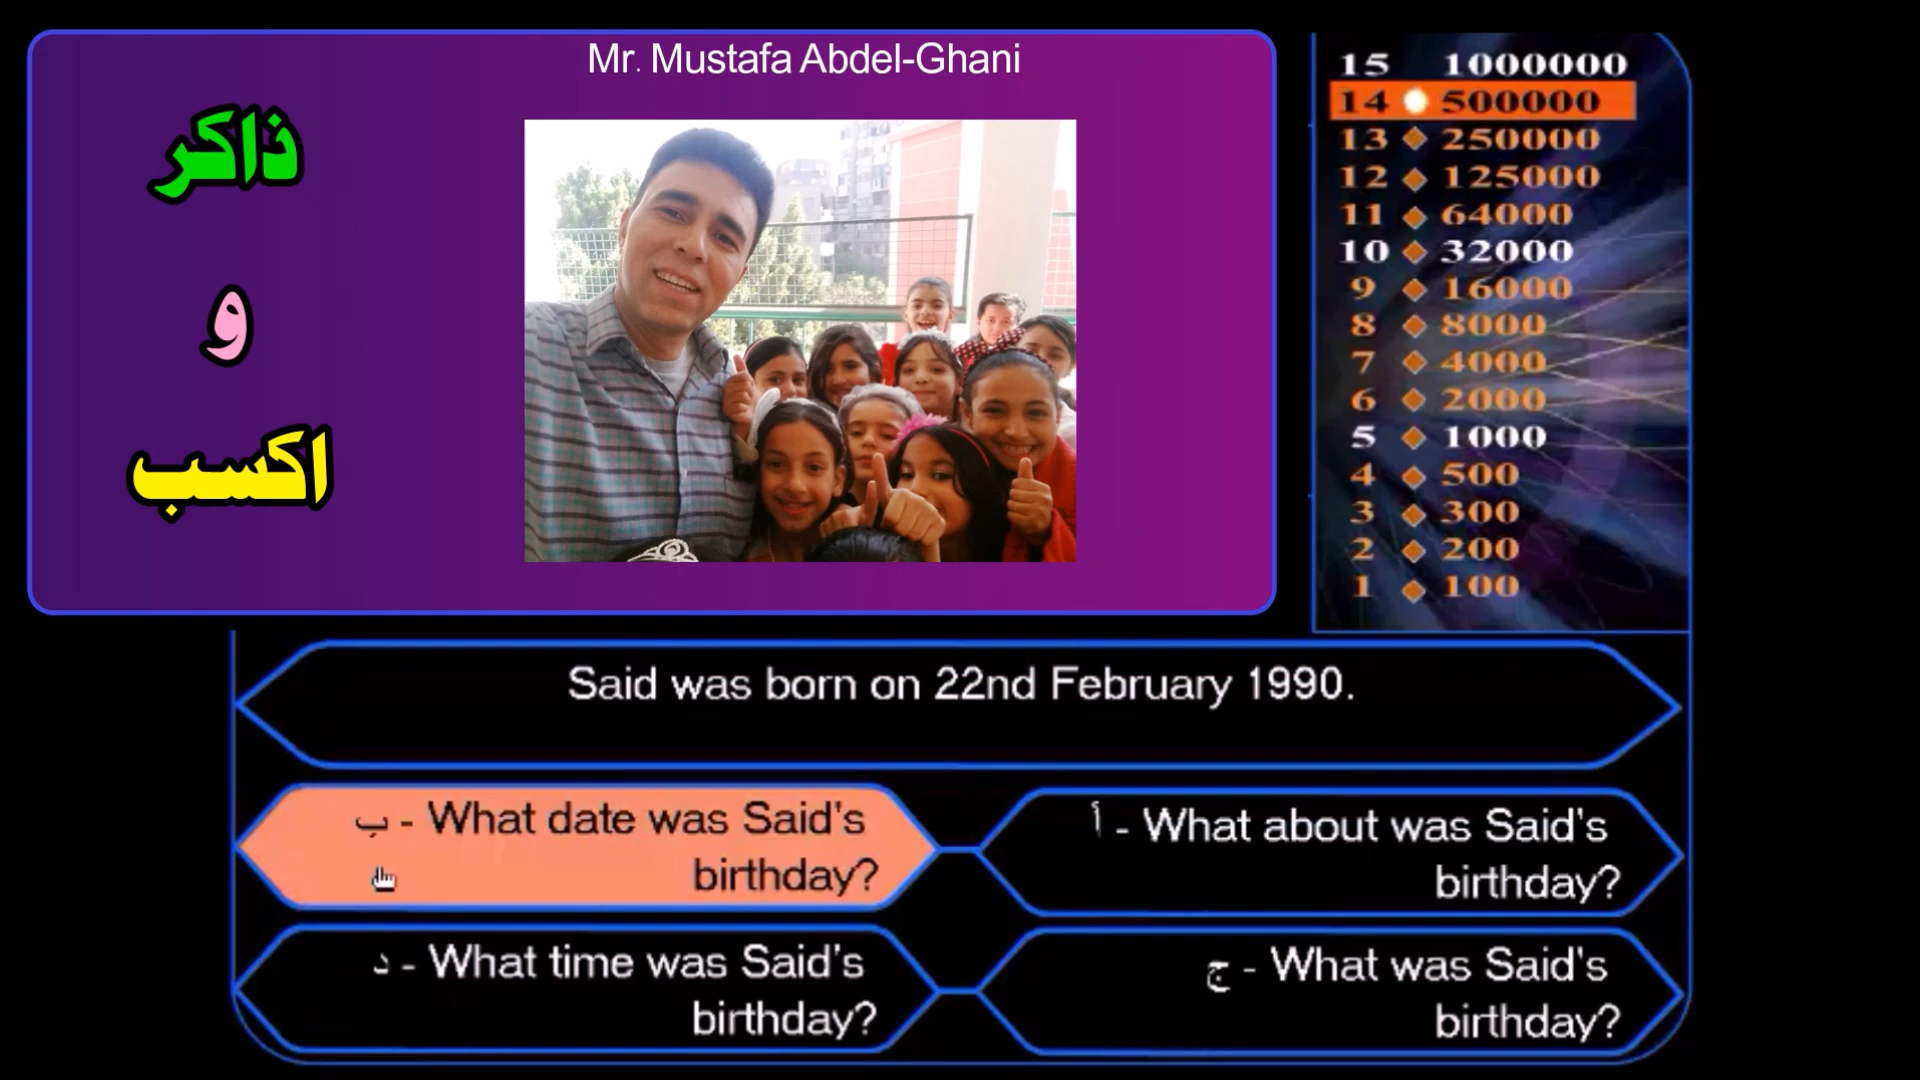 Mr. Mustafa Abdel-Ghani
ذاكر
و
اكسب
15 1000000
14 500000
13 250000
12 125000
11 64000
10 32000
9 16000
8 8000
7 4000
6 2000
5 1000
4 500
3 300
2 200
1 100
Said was born on 22nd February 1990.
أ - What about was Said's
birthday?
ب - What date was Said's
birthday?
ج - What was Said's
birthday?
د - What time was Said's
birthday?